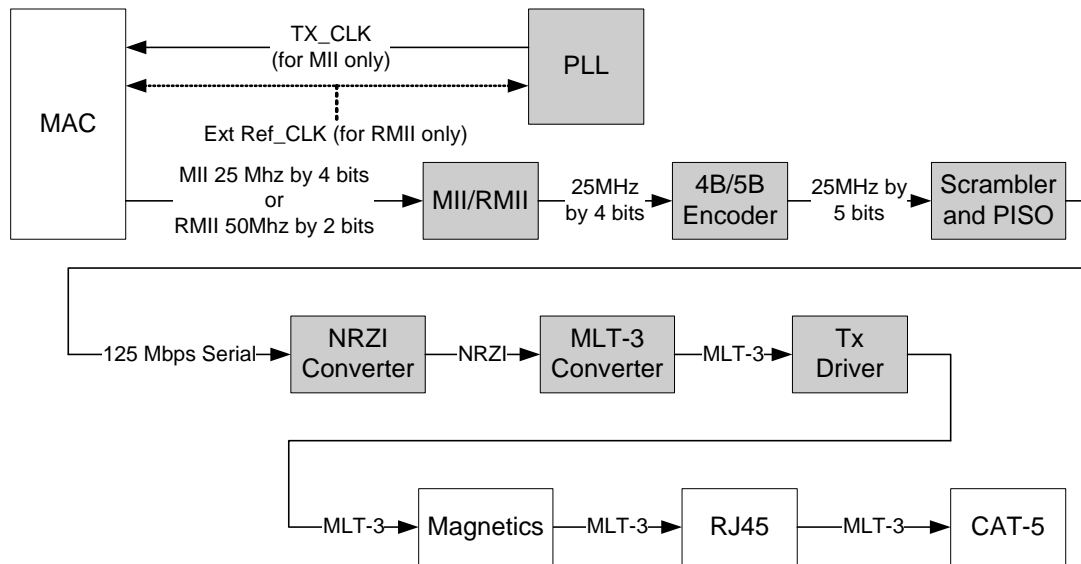 TX_CLK
(for MII only)
PLL
MAC
Ext Ref_CLK (for RMII only)
MII 25 Mhz by 4 bits
or
RMII 50Mhz by 2 bits
MII/RMII
25MHz
by 4 bits
4B/5B
Encoder
25MHz by
5 bits
Scrambler
and PISO
125 Mbps Serial
NRZI
Converter
NRZI
MLT-3
Converter
MLT-3
Tx
Driver
MLT-3
Magnetics
MLT-3
RJ45
MLT-3
CAT-5